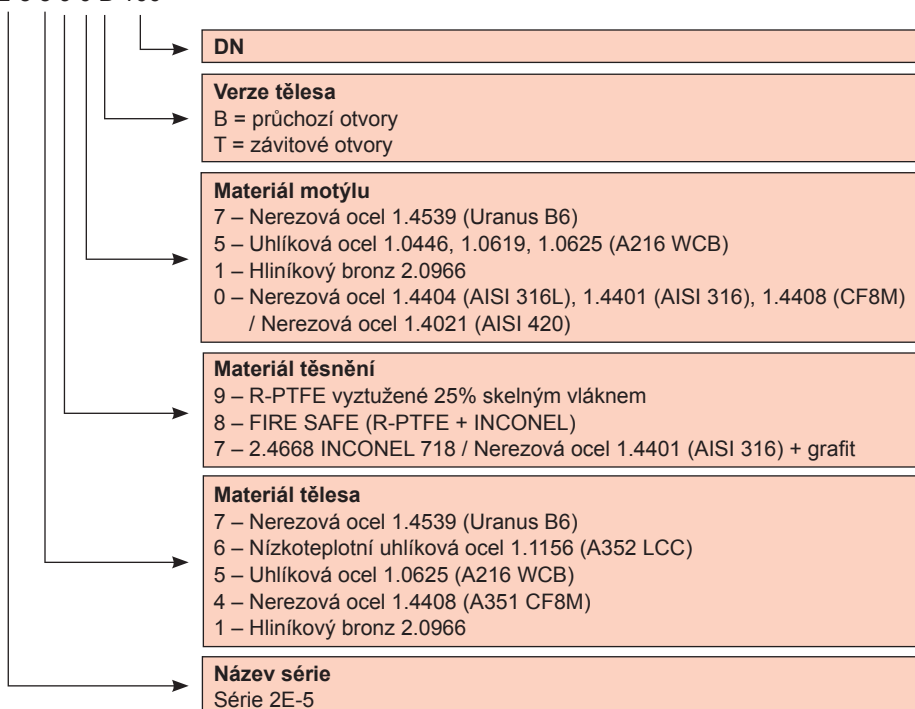 DN
Verze tělesa
B = průchozí otvory
T = závitové otvory
Materiál motýlu
7 – Nerezová ocel 1.4539 (Uranus B6)
5 – Uhlíková ocel 1.0446, 1.0619, 1.0625 (A216 WCB)
1 – Hliníkový bronz 2.0966
0 – Nerezová ocel 1.4404 (AISI 316L), 1.4401 (AISI 316), 1.4408 (CF8M)
/ Nerezová ocel 1.4021 (AISI 420)
Materiál těsnění
9 – R-PTFE vyztužené 25% skelným vláknem
8 – FIRE SAFE (R-PTFE + INCONEL)
7 – 2.4668 INCONEL 718 / Nerezová ocel 1.4401 (AISI 316) + grafit
Materiál tělesa
7 – Nerezová ocel 1.4539 (Uranus B6)
6 – Nízkoteplotní uhlíková ocel 1.1156 (A352 LCC)
5 – Uhlíková ocel 1.0625 (A216 WCB)
4 – Nerezová ocel 1.4408 (A351 CF8M)
1 – Hliníkový bronz 2.0966
Název série
Série 2E-5